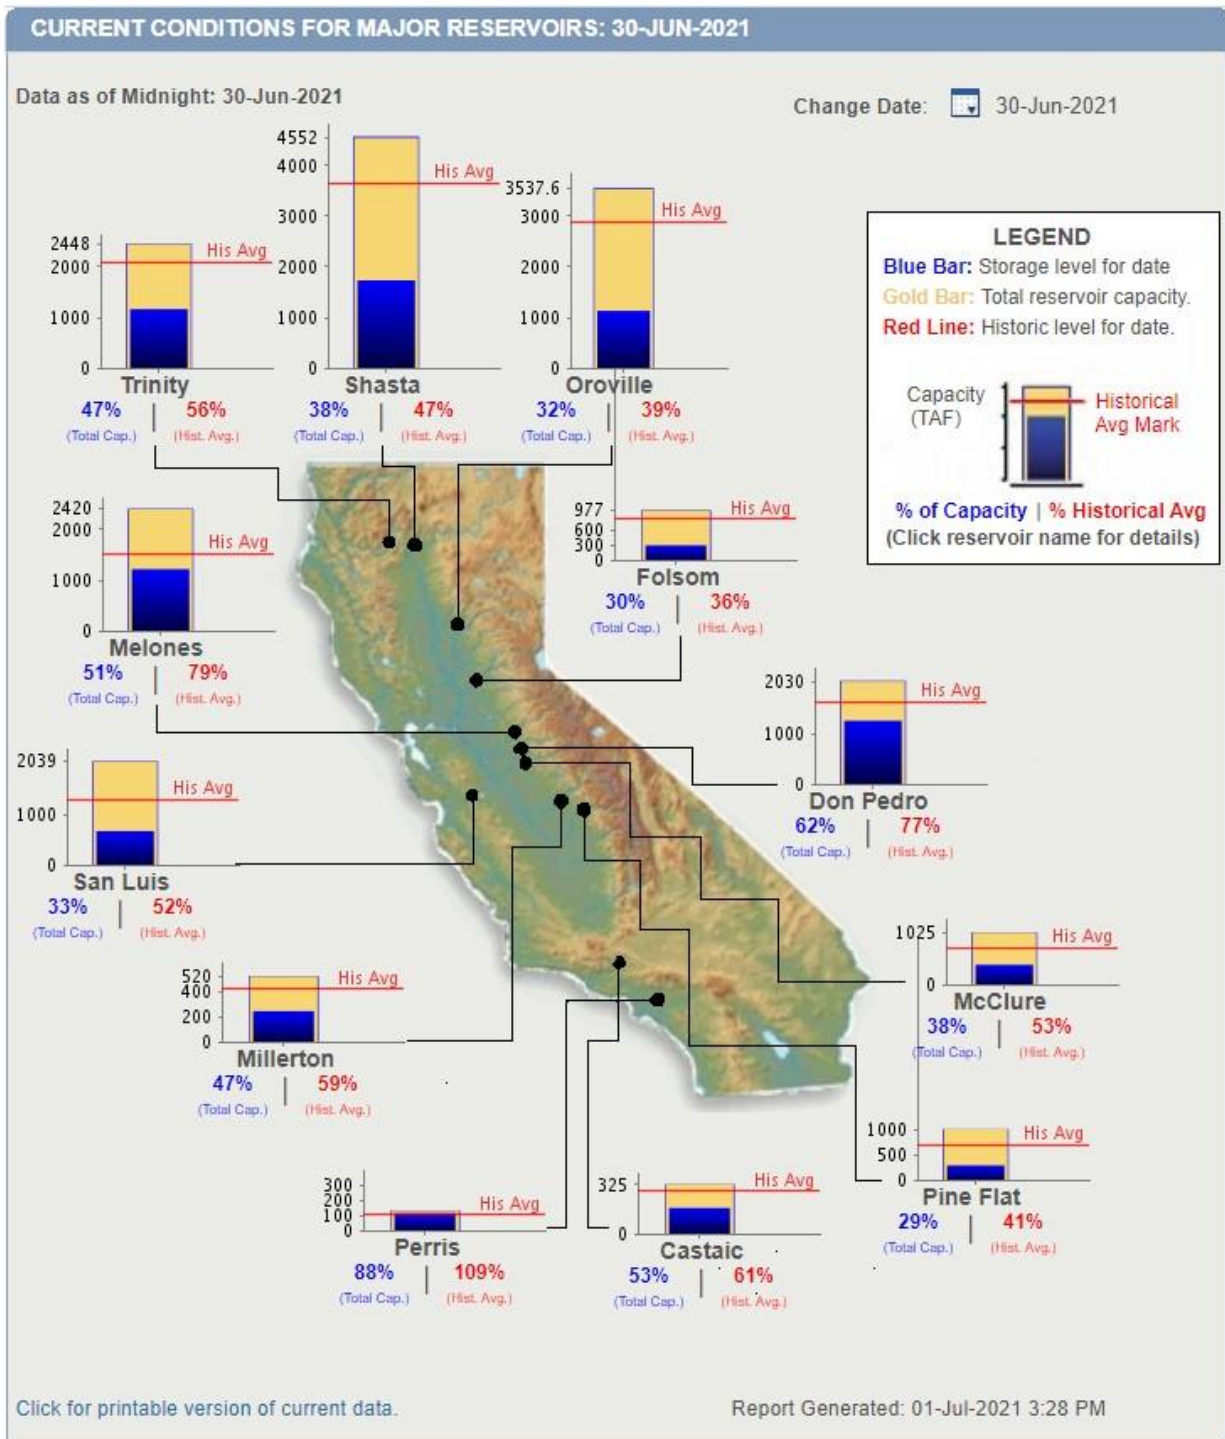 CURRENT CONDITIONS FOR MAJOR RESERVOIRS: 30-JUN-2021
Data as of Midnight: 30-Jun-2021
Change Date: 30-Jun-2021
4552
4000
3000
2000
1000
0
His Avg
Shasta
38% | 47%
(Total Cap.) (Hist. Avg.)
3537.6
3000
2000
1000
0
His Avg
Oroville
32% | 39%
(Total Cap.) (Hist. Avg.)
2448
2000
1000
0
His Avg
Trinity
47% | 56%
(Total Cap.) (Hist. Avg.)
LEGEND
Blue Bar: Storage level for date
Gold Bar: Total reservoir capacity.
Red Line: Historic level for date.
Capacity
(TAF)
Historical
Avg Mark
% of Capacity | % Historical Avg
(Click reservoir name for details)
2420
2000
1000
0
His Avg
Melones
51% | 79%
(Total Cap.) (Hist. Avg.)
977
600
300
0
His Avg
Folsom
30% | 36%
(Total Cap.) (Hist. Avg.)
2030
1000
0
His Avg
Don Pedro
62% | 77%
(Total Cap.) (Hist. Avg.)
2039
1000
0
His Avg
San Luis
33% | 52%
(Total Cap.) (Hist. Avg.)
1025
0
His Avg
McClure
38% | 53%
(Total Cap.) (Hist. Avg.)
520
400
200
0
His Avg
Millerton
47% | 59%
(Total Cap.) (Hist. Avg.)
1000
500
0
His Avg
Pine Flat
29% | 41%
(Total Cap.) (Hist. Avg.)
300
200
100
0
His Avg
Perris
88% | 109%
(Total Cap.) (Hist. Avg.)
325
0
His Avg
Castaic
53% | 61%
(Total Cap.) (Hist. Avg.)
Click for printable version of current data.
Report Generated: 01-Jul-2021 3:28 PM